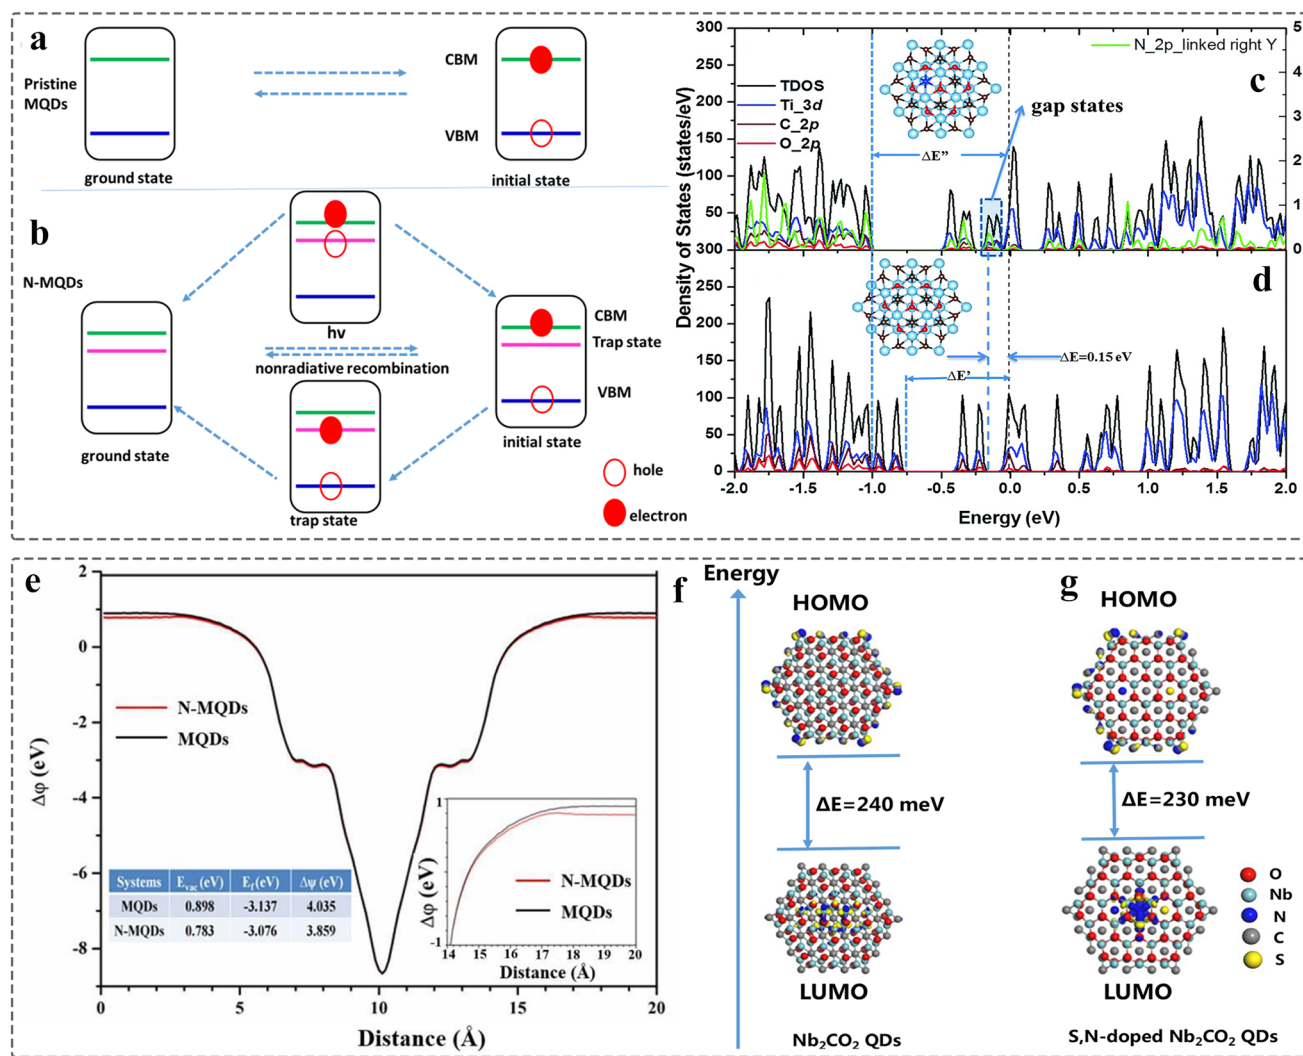 a
Pristine
MQDs
ground state
CBM
VBM
initial state
b
N-MQDs
ground state
hν
nonradiative recombination
trap state
CBM
Trap state
VBM
initial state
hole
electron
Density of States (states/eV)
300
250
200
150
100
50
300
250
200
150
100
50
0
5
4
3
2
1
0
TDOS
Ti_3d
C_2p
O_2p
N_2p_linked right Y
c
gap states
ΔE”
d
ΔE=0.15 eV
ΔE’
-2.0
-1.5
-1.0
-0.5
0.0
0.5
1.0
1.5
2.0
Energy (eV)
e
Δφ (eV)
2
0
-2
-4
-6
-8
N-MQDs
MQDs
Systems Evac (eV) Ef (eV) Δψ (eV)
MQDs 0.898 -3.137 4.035
N-MQDs 0.783 -3.076 3.859
Δφ (eV)
1
-1
N-MQDs
MQDs
14 15 16 17 18 19 20
Distance (Å)
0 5 10 15 20
Distance (Å)
f
Energy
HOMO
ΔE=240 meV
LUMO
Nb₂CO₂ QDs
g
HOMO
ΔE=230 meV
LUMO
S,N-doped Nb₂CO₂ QDs
O
Nb
N
C
S